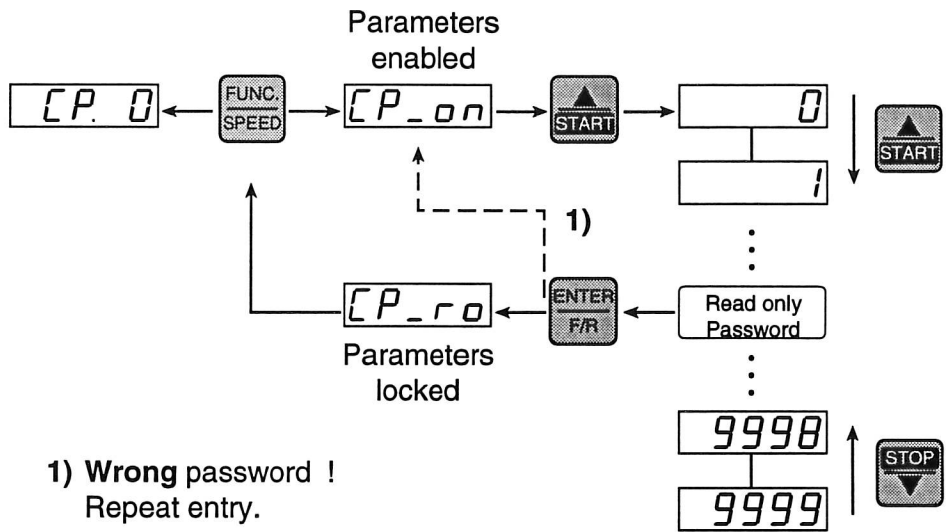 Parameters
enabled
CP. 0
FUNC.
SPEED
CP_on
START
0
START
1
1)
CP_ro
ENTER
F/R
Read only
Password
Parameters
locked
9998
STOP
9999
1) Wrong password !
Repeat entry.